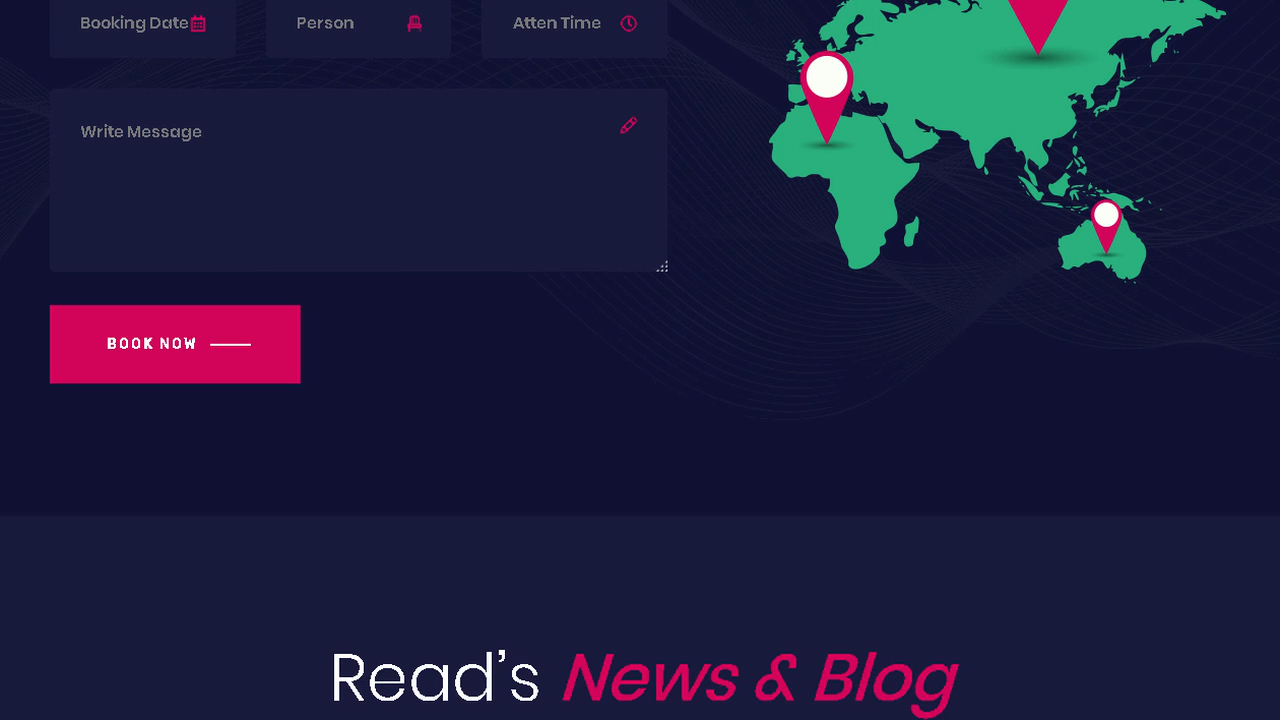 Booking Date
Person
Atten Time
Write Message
BOOK NOW
Read's News & Blog